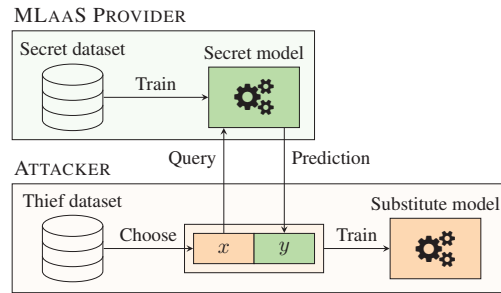 MLaaS PROVIDER
Secret dataset
Secret model
Train
Query
Prediction
ATTACKER
Thief dataset
Substitute model
Choose
x
y
Train